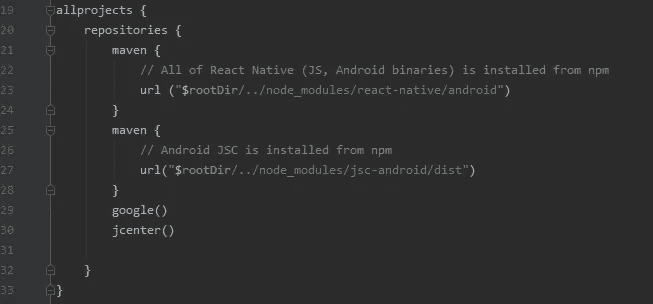 19 allprojects {
20     repositories {
21         maven {
22             // All of React Native (JS, Android binaries) is installed from npm
23             url ("$rootDir/../node_modules/react-native/android")
24         }
25         maven {
26             // Android JSC is installed from npm
27             url("$rootDir/../node_modules/jsc-android/dist")
28         }
29         google()
30         jcenter()
31
32     }
33 }